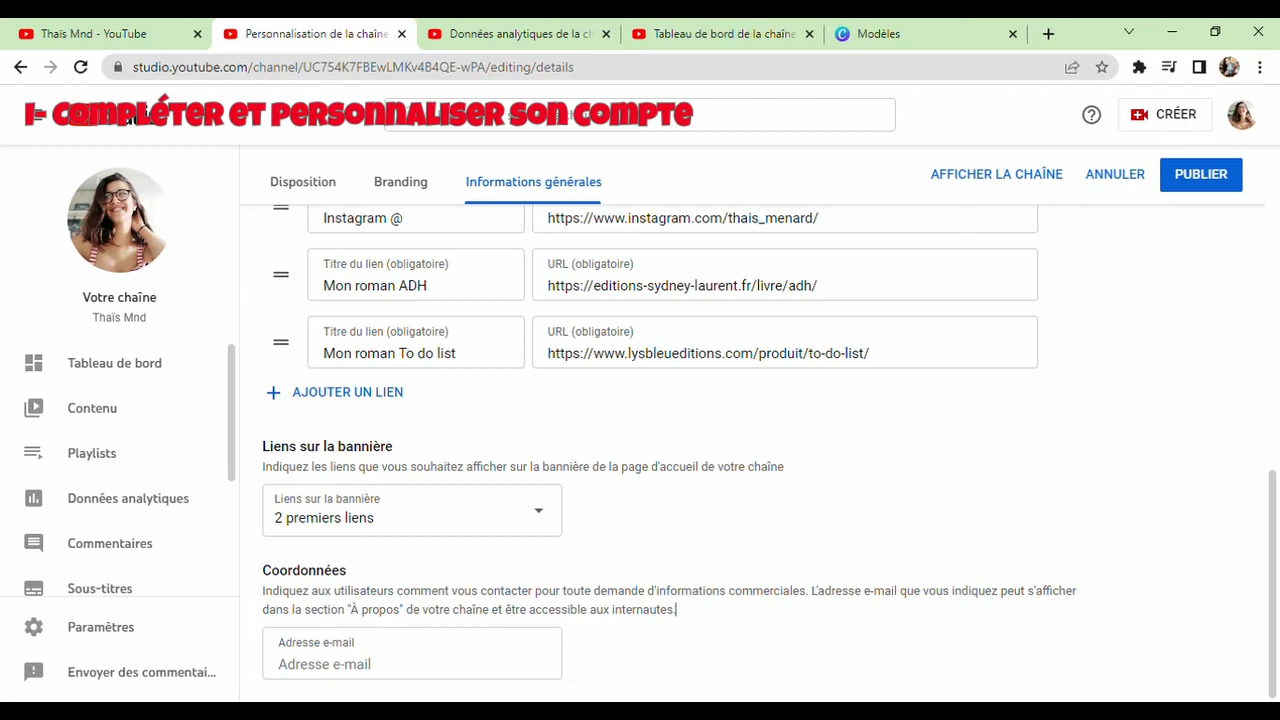 Thaïs Mnd - YouTube
Personnalisation de la chaîne
Données analytiques de la ch
Tableau de bord de la chaîne
Modèles
studio.youtube.com/channel/UC754K7FBEwLMKv4B4QE-wPA/editing/details
I- Compléter et personnaliser son compte
CRÉER
Disposition
Branding
Informations générales
AFFICHER LA CHAÎNE
ANNULER
PUBLIER
Instagram @
https://www.instagram.com/thais_menard/
Titre du lien (obligatoire)
URL (obligatoire)
Mon roman ADH
https://editions-sydney-laurent.fr/livre/adh/
Titre du lien (obligatoire)
URL (obligatoire)
Mon roman To do list
https://www.lysbleueditions.com/produit/to-do-list/
AJOUTER UN LIEN
Votre chaîne
Thaïs Mnd
Tableau de bord
Contenu
Playlists
Données analytiques
Commentaires
Sous-titres
Paramètres
Envoyer des commentai...
Liens sur la bannière
Indiquez les liens que vous souhaitez afficher sur la bannière de la page d'accueil de votre chaîne
Liens sur la bannière
2 premiers liens
Coordonnées
Indiquez aux utilisateurs comment vous contacter pour toute demande d'informations commerciales. L'adresse e-mail que vous indiquez peut s'afficher
dans la section "À propos" de votre chaîne et être accessible aux internautes.
Adresse e-mail
Adresse e-mail